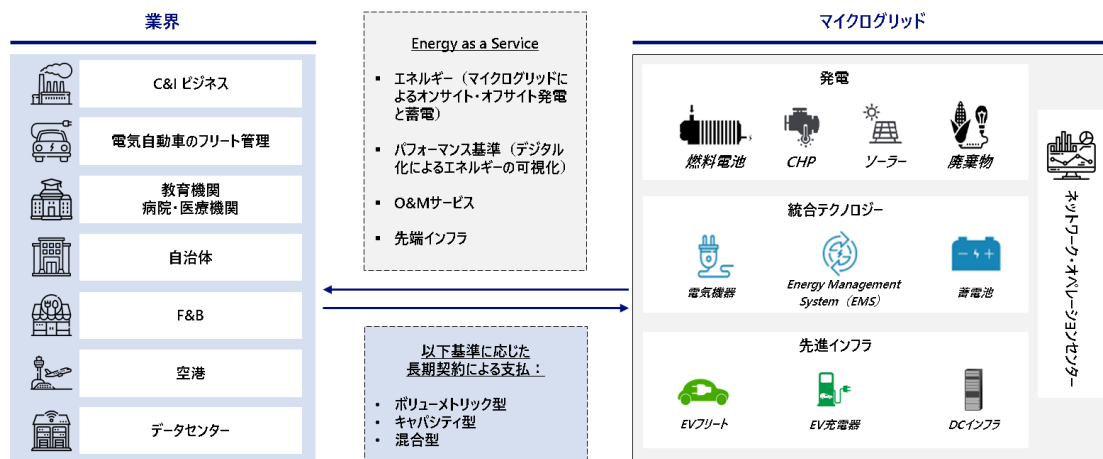 業界
C&I ビジネス
電気自動車のフリート管理
教育機関
病院・医療機関
自治体
F&B
空港
データセンター
Energy as a Service
▪ エネルギー（マイクログリッドに
よるオンサイト・オフサイト発電
と蓄電）
▪ パフォーマンス基準（デジタル
化によるエネルギーの可視化）
▪ O&Mサービス
▪ 先端インフラ
以下基準に応じた
長期契約による支払：
• ボリューメトリック型
• キャパシティ型
• 混合型
マイクログリッド
発電
燃料電池
CHP
ソーラー
廃棄物
統合テクノロジー
電気機器
Energy Management
System（EMS）
蓄電池
先進インフラ
EVフリート
EV充電器
DCインフラ
ネットワーク・オペレーションセンター